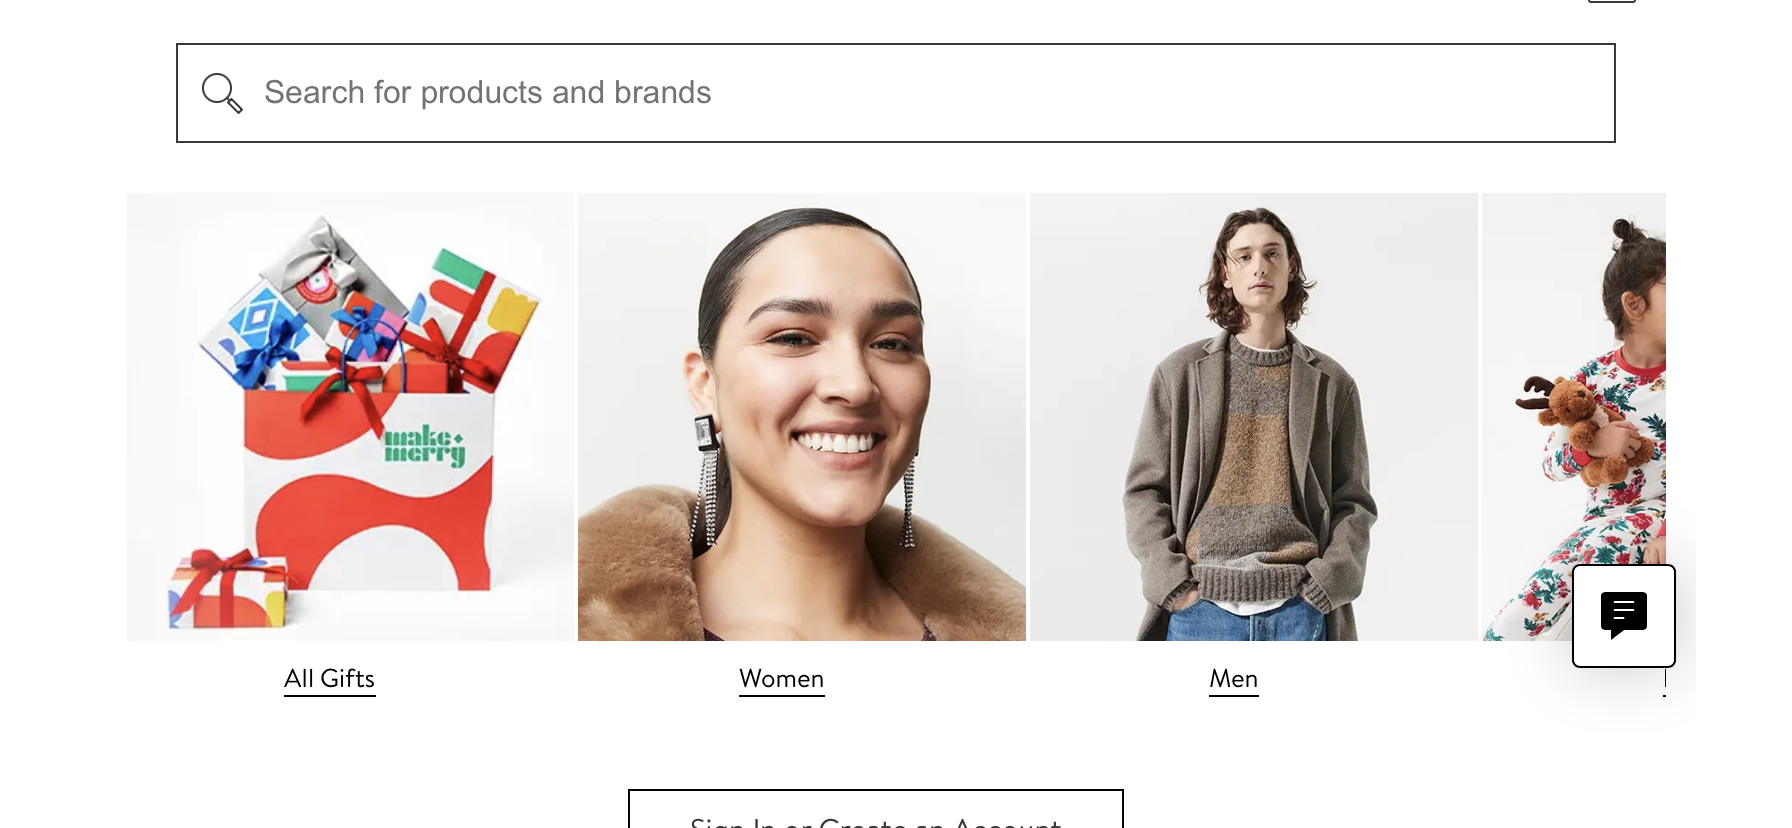 Search for products and brands
make+
merry
All Gifts
Women
Men
Sign In or Create an Account